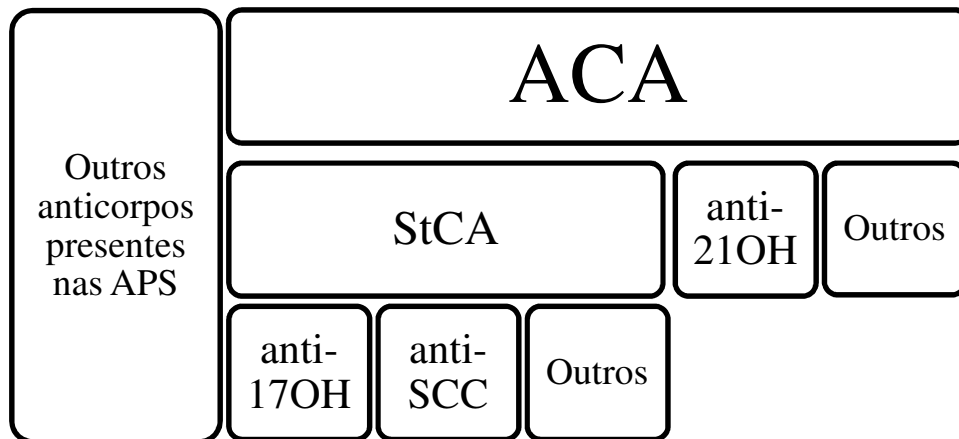 Outros
anticorpos
presentes
nas APS
ACA
StCA
anti-
21OH
Outros
anti-
17OH
anti-
SCC
Outros